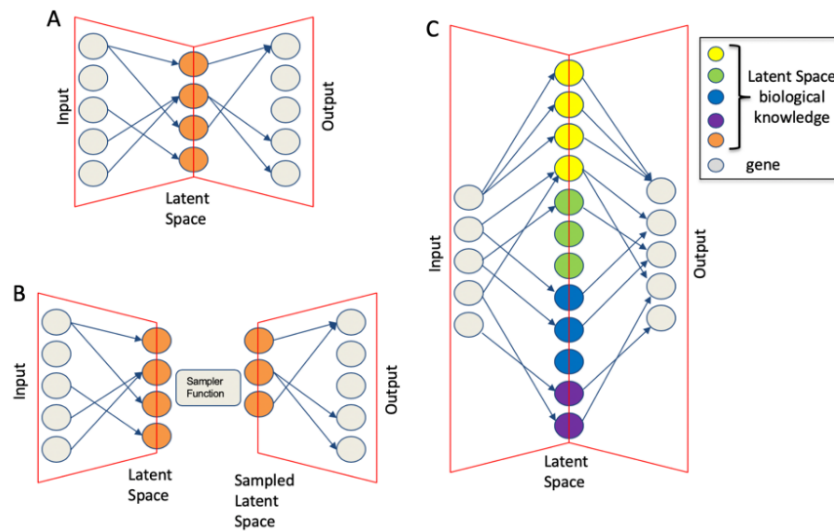 A
Input
Latent
Space
Output
B
Input
Sampler
Function
Latent
Space
Sampled
Latent
Space
Output
C
Input
Latent
Space
Output
Latent Space
biological
knowledge
gene